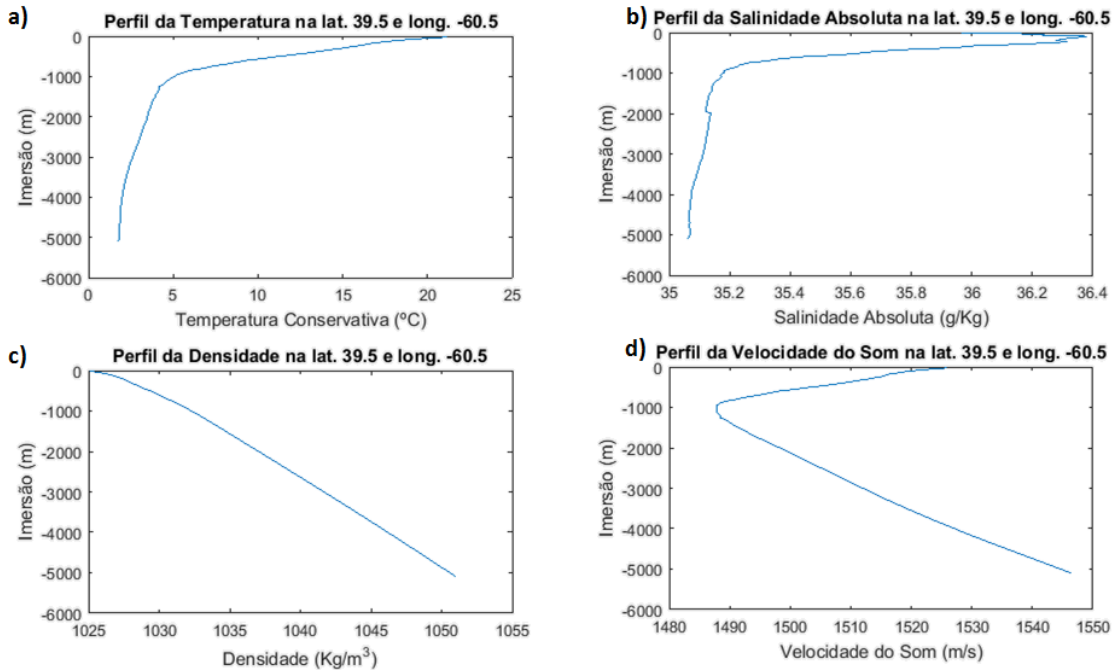 a)
Perfil da Temperatura na lat. 39.5 e long. -60.5
0
-1000
-2000
-3000
-4000
-5000
-6000
Imersão (m)
0 5 10 15 20 25
Temperatura Conservativa (ºC)
b)
Perfil da Salinidade Absoluta na lat. 39.5 e long. -60.5
0
-1000
-2000
-3000
-4000
-5000
-6000
Imersão (m)
35 35.2 35.4 35.6 35.8 36 36.2 36.4
Salinidade Absoluta (g/Kg)
c)
Perfil da Densidade na lat. 39.5 e long. -60.5
0
-1000
-2000
-3000
-4000
-5000
-6000
Imersão (m)
1025 1030 1035 1040 1045 1050 1055
Densidade (Kg/m³)
d)
Perfil da Velocidade do Som na lat. 39.5 e long. -60.5
0
-1000
-2000
-3000
-4000
-5000
-6000
Imersão (m)
1480 1490 1500 1510 1520 1530 1540 1550
Velocidade do Som (m/s)